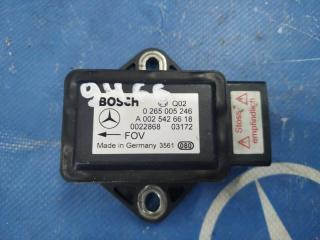 9466
BOSCH Q02
0 265 005 246
A 002 542 66 18
0022868 03172
FOV
Made in Germany 3561 080
Stoss-
empfindlich